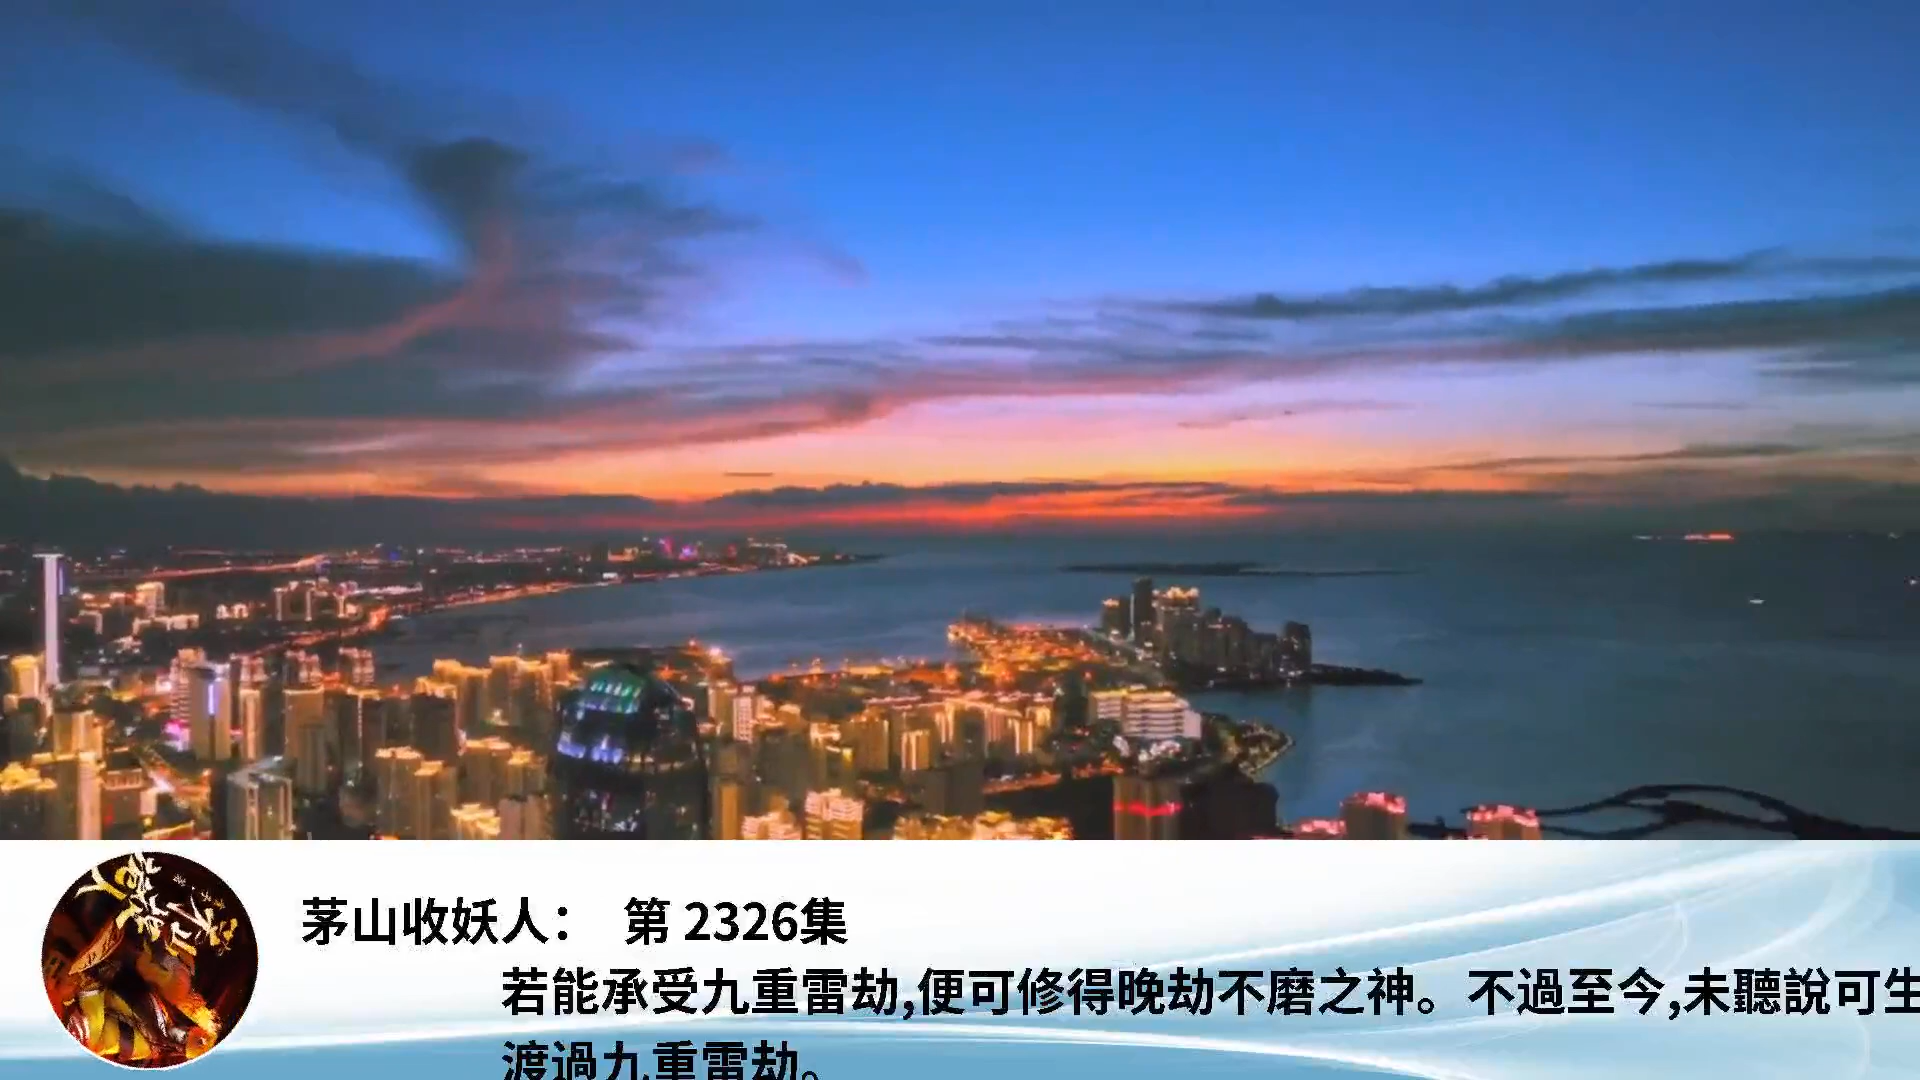 茅山收妖人： 第 2326集
若能承受九重雷劫,便可修得晚劫不磨之神。不過至今,未聽說可生
渡過九重雷劫。